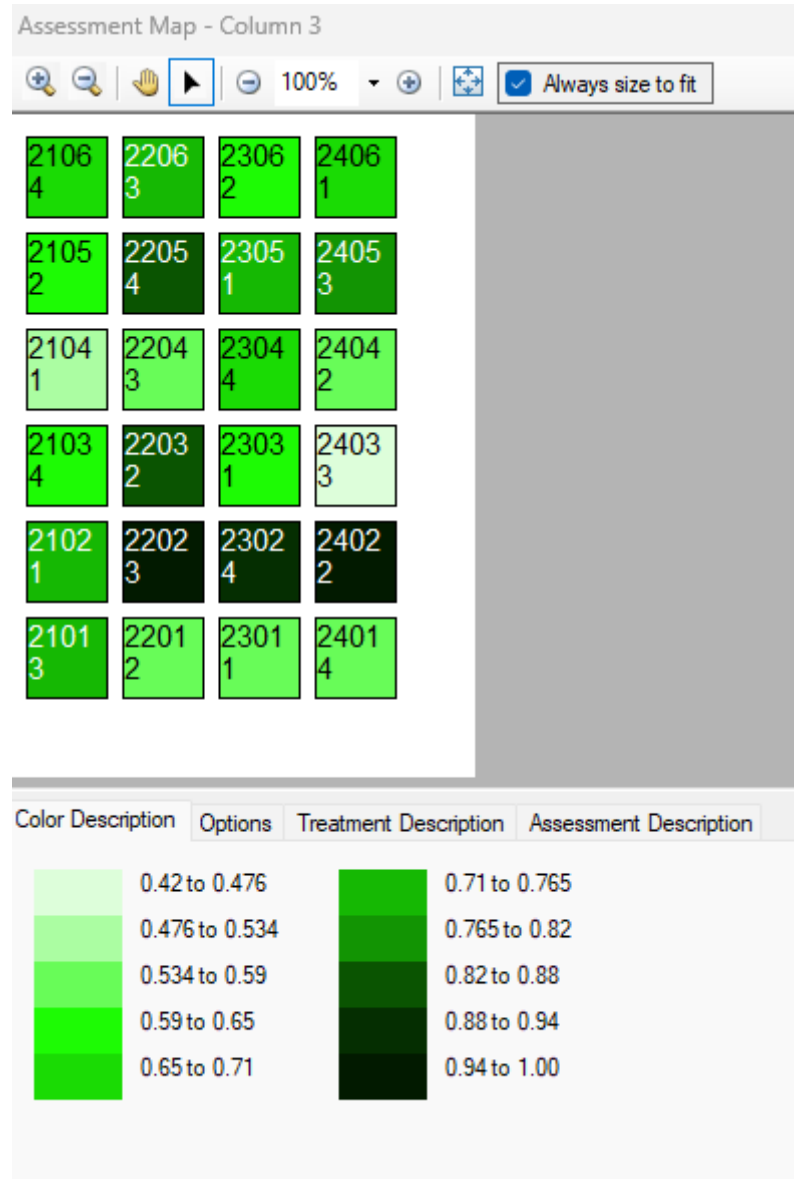 Assessment Map - Column 3
100% Always size to fit
2106 2206 2306 2406
4 3 2 1
2105 2205 2305 2405
2 4 1 3
2104 2204 2304 2404
1 3 4 2
2103 2203 2303 2403
4 2 1 3
2102 2202 2302 2402
1 3 4 2
2101 2201 2301 2401
3 2 1 4
Color Description Options Treatment Description Assessment Description
0.42 to 0.476 0.71 to 0.765
0.476 to 0.534 0.765 to 0.82
0.534 to 0.59 0.82 to 0.88
0.59 to 0.65 0.88 to 0.94
0.65 to 0.71 0.94 to 1.00